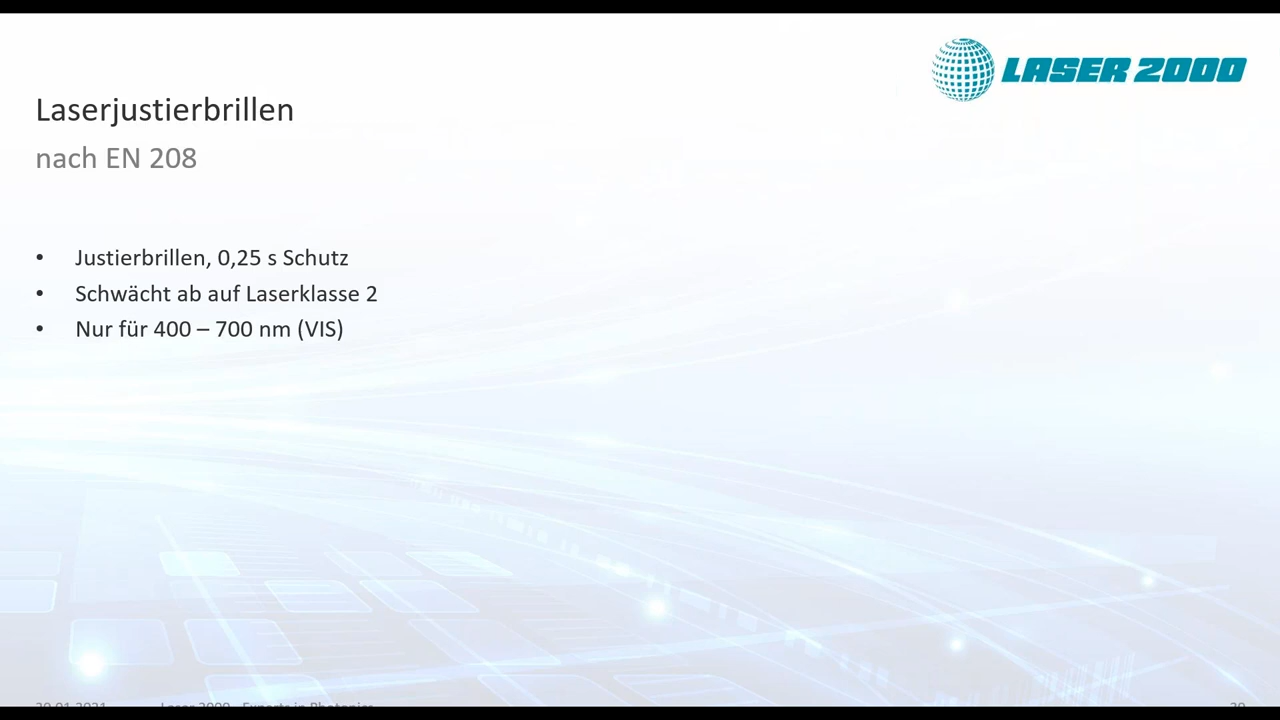 LASER 2000
Laserjustierbrillen
nach EN 208
• Justierbrillen, 0,25 s Schutz
• Schwächt ab auf Laserklasse 2
• Nur für 400 – 700 nm (VIS)